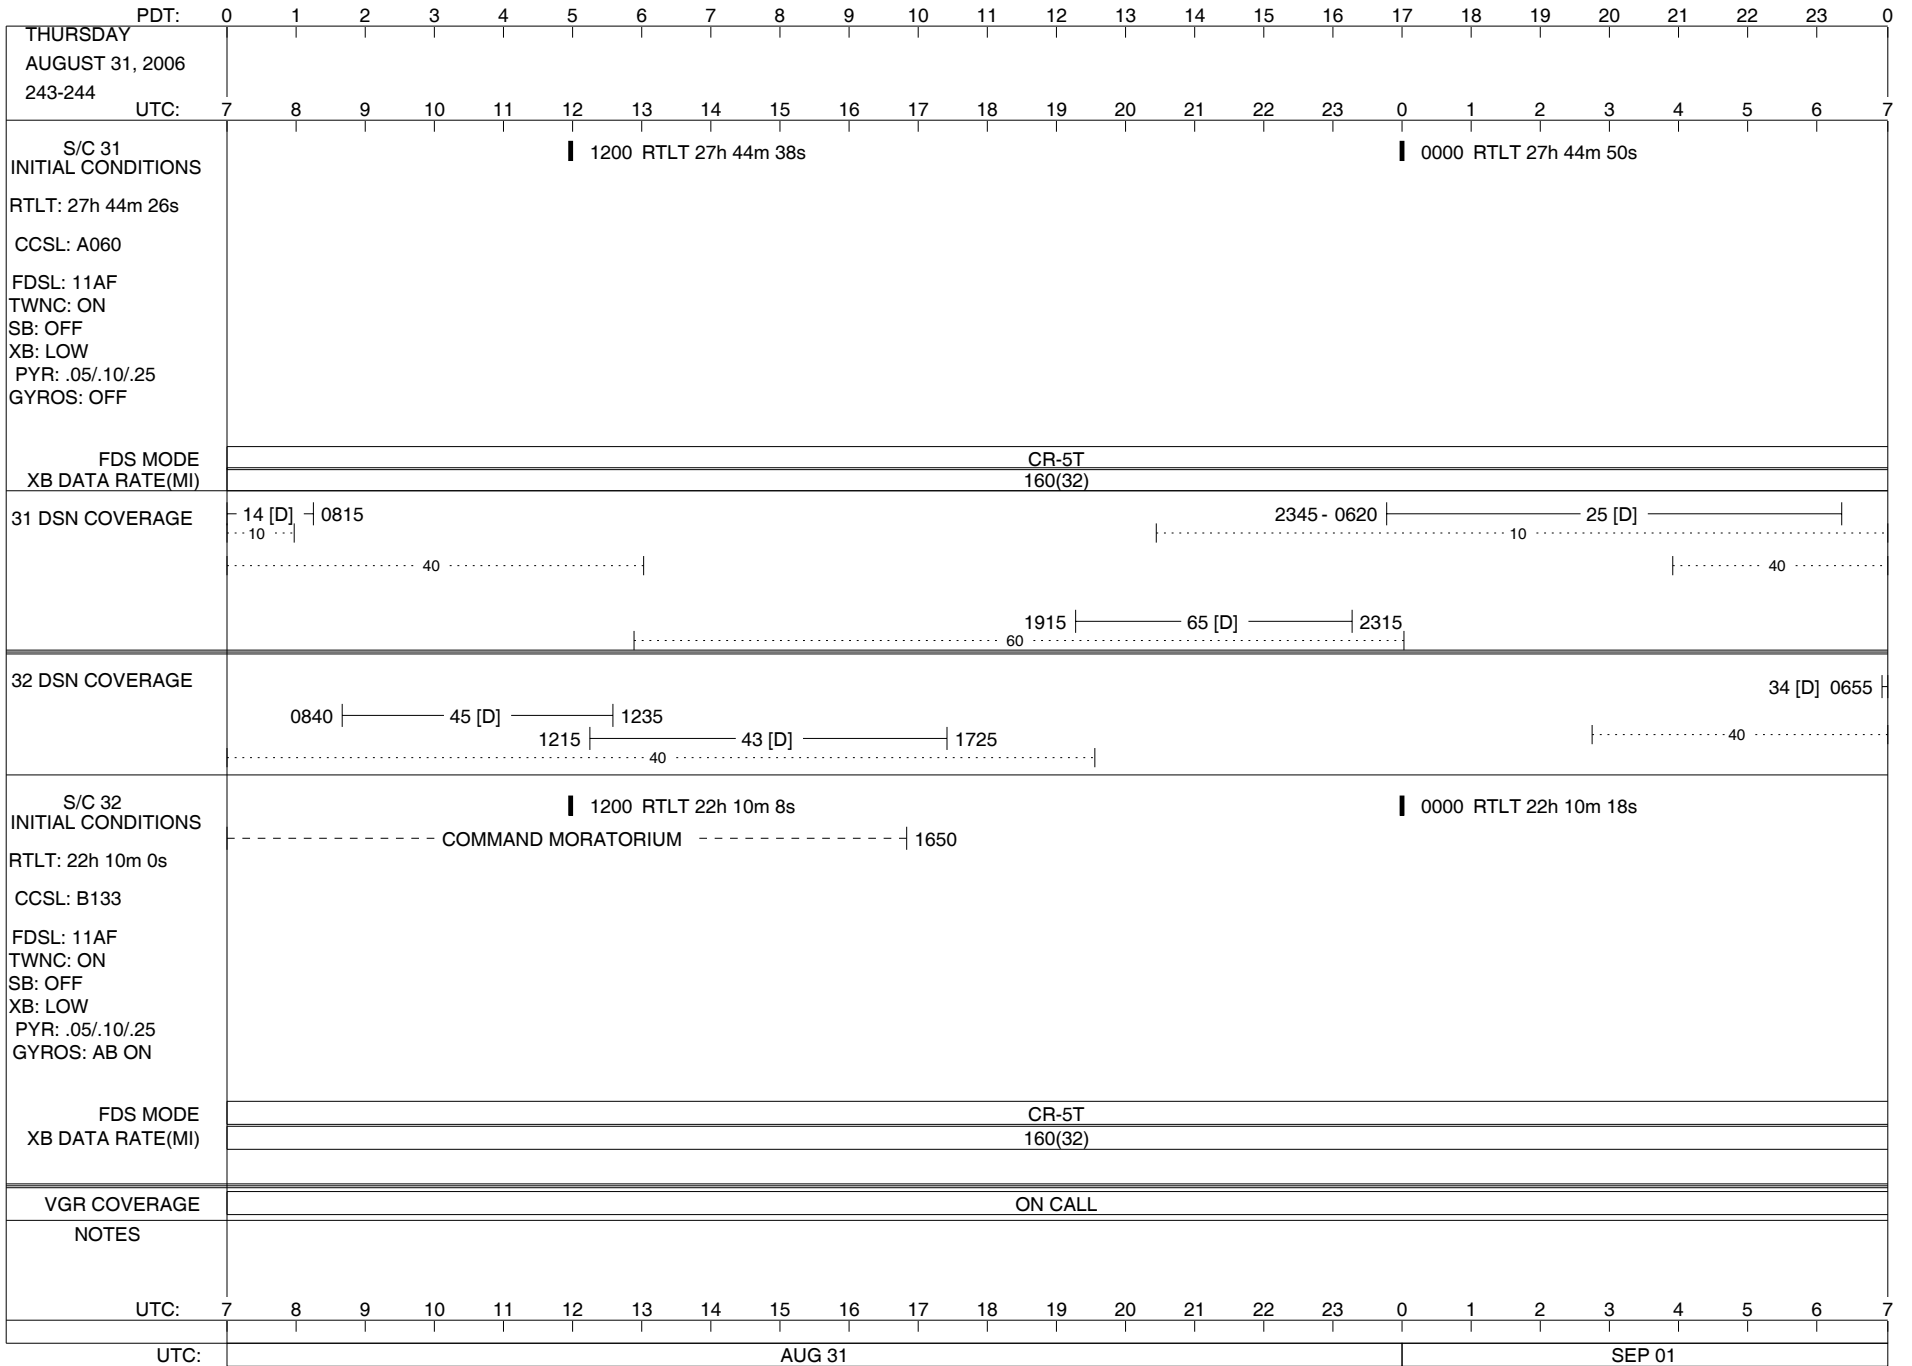 PDT: 0 1 2 3 4 5 6 7 8 9 10 11 12 13 14 15 16 17 18 19 20 21 22 23 0
THURSDAY
AUGUST 31, 2006
243-244
UTC: 7 8 9 10 11 12 13 14 15 16 17 18 19 20 21 22 23 0 1 2 3 4 5 6 7
S/C 31
INITIAL CONDITIONS
1200 RTLT 27h 44m 38s
0000 RTLT 27h 44m 50s
RTLT: 27h 44m 26s
CCSL: A060
FDSL: 11AF
TWNC: ON
SB: OFF
XB: LOW
PYR: .05/.10/.25
GYROS: OFF
FDS MODE CR-5T
XB DATA RATE(MI) 160(32)
31 DSN COVERAGE
14 [D] 0815
2345 - 0620 25 [D]
10 10
40 40
1915 65 [D] 2315
60
32 DSN COVERAGE
34 [D] 0655
0840 45 [D] 1235
1215 43 [D] 1725
40
40
S/C 32
INITIAL CONDITIONS
1200 RTLT 22h 10m 8s
0000 RTLT 22h 10m 18s
COMMAND MORATORIUM 1650
RTLT: 22h 10m 0s
CCSL: B133
FDSL: 11AF
TWNC: ON
SB: OFF
XB: LOW
PYR: .05/.10/.25
GYROS: AB ON
FDS MODE CR-5T
XB DATA RATE(MI) 160(32)
VGR COVERAGE ON CALL
NOTES
UTC: 7 8 9 10 11 12 13 14 15 16 17 18 19 20 21 22 23 0 1 2 3 4 5 6 7
UTC: AUG 31 SEP 01